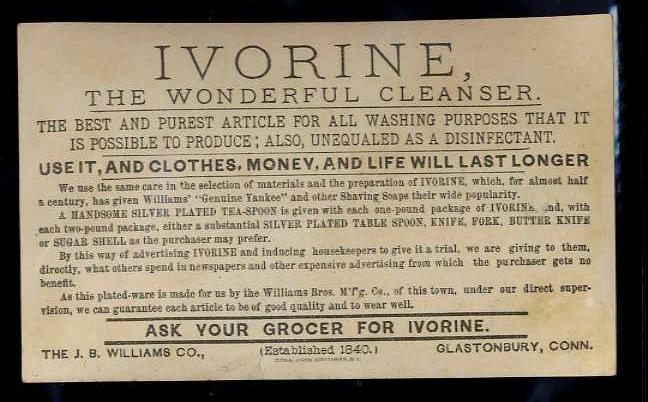 IVORINE,
THE WONDERFUL CLEANSER.
THE BEST AND PUREST ARTICLE FOR ALL WASHING PURPOSES THAT IT
IS POSSIBLE TO PRODUCE; ALSO, UNEQUALED AS A DISINFECTANT.
USE IT, AND CLOTHES, MONEY, AND LIFE WILL LAST LONGER
We use the same care in the selection of materials and the preparation of IVORINE, which, for almost half
a century, has given Williams' "Genuine Yankee" and other Shaving Soaps their wide popularity.
A HANDSOME SILVER PLATED TEA-SPOON is given with each one-pound package of IVORINE, and, with
each two-pound package, either a substantial SILVER PLATED TABLE SPOON, KNIFE, FORK, BUTTER KNIFE
or SUGAR SHELL as the purchaser may prefer.
By this way of advertising IVORINE and inducing housekeepers to give it a trial, we are giving to them,
directly, what others spend in newspapers and other expensive advertising from which the purchaser gets no
benefit.
As this plated-ware is made for us by the Williams Bros. M'f'g. Co., of this town, under our direct super-
vision, we can guarantee each article to be of good quality and to wear well.
ASK YOUR GROCER FOR IVORINE.
THE J. B. WILLIAMS CO., (Established 1840.) GLASTONBURY, CONN.